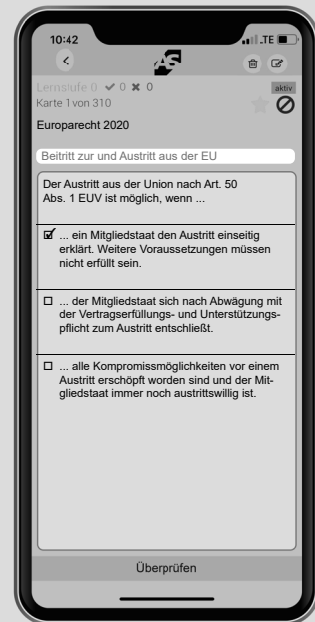 10:42
.TE
AS
Lernstufe 0 ✔ 0 ✖ 0
aktiv
Karte 1 von 310
Europarecht 2020
Beitritt zur und Austritt aus der EU
Der Austritt aus der Union nach Art. 50
Abs. 1 EUV ist möglich, wenn ...
☑ ... ein Mitgliedstaat den Austritt einseitig
erklärt. Weitere Voraussetzungen müssen
nicht erfüllt sein.
☐ ... der Mitgliedstaat sich nach Abwägung mit
der Vertragserfüllungs- und Unterstützungs-
pflicht zum Austritt entschließt.
☐ ... alle Kompromissmöglichkeiten vor einem
Austritt erschöpft worden sind und der Mit-
gliedstaat immer noch austrittswillig ist.
Überprüfen